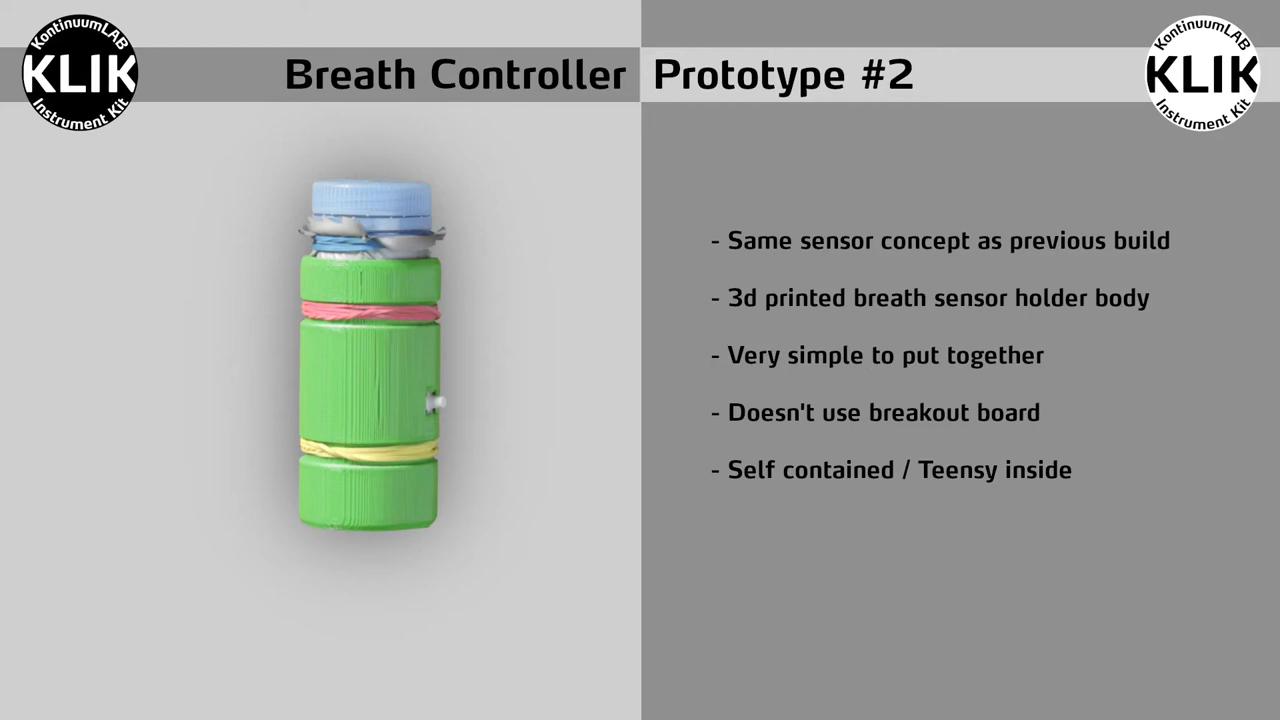 KontinuumLAB
KLIK
Instrument Kit
Breath Controller Prototype #2
KontinuumLAB
KLIK
Instrument Kit
- Same sensor concept as previous build
- 3d printed breath sensor holder body
- Very simple to put together
- Doesn't use breakout board
- Self contained / Teensy inside